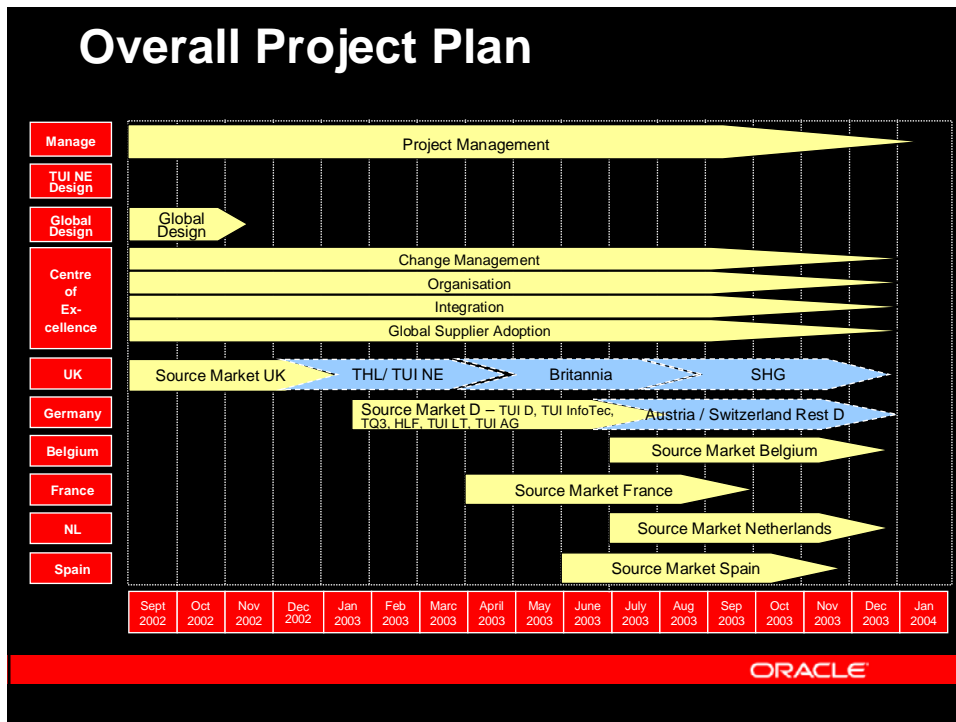 Overall Project Plan
Manage
Project Management
TUI NE
Design
Global
Design
Global
Design
Centre
of
Ex-
cellence
Change Management
Organisation
Integration
Global Supplier Adoption
UK
Source Market UK
THL/ TUI NE
Britannia
SHG
Germany
Source Market D – TUI D, TUI InfoTec,
TQ3, HLF, TUI LT, TUI AG
Austria / Switzerland Rest D
Belgium
Source Market Belgium
France
Source Market France
NL
Source Market Netherlands
Spain
Source Market Spain
Sept
2002
Oct
2002
Nov
2002
Dec
2002
Jan
2003
Feb
2003
Marc
2003
April
2003
May
2003
June
2003
July
2003
Aug
2003
Sep
2003
Oct
2003
Nov
2003
Dec
2003
Jan
2004
ORACLE